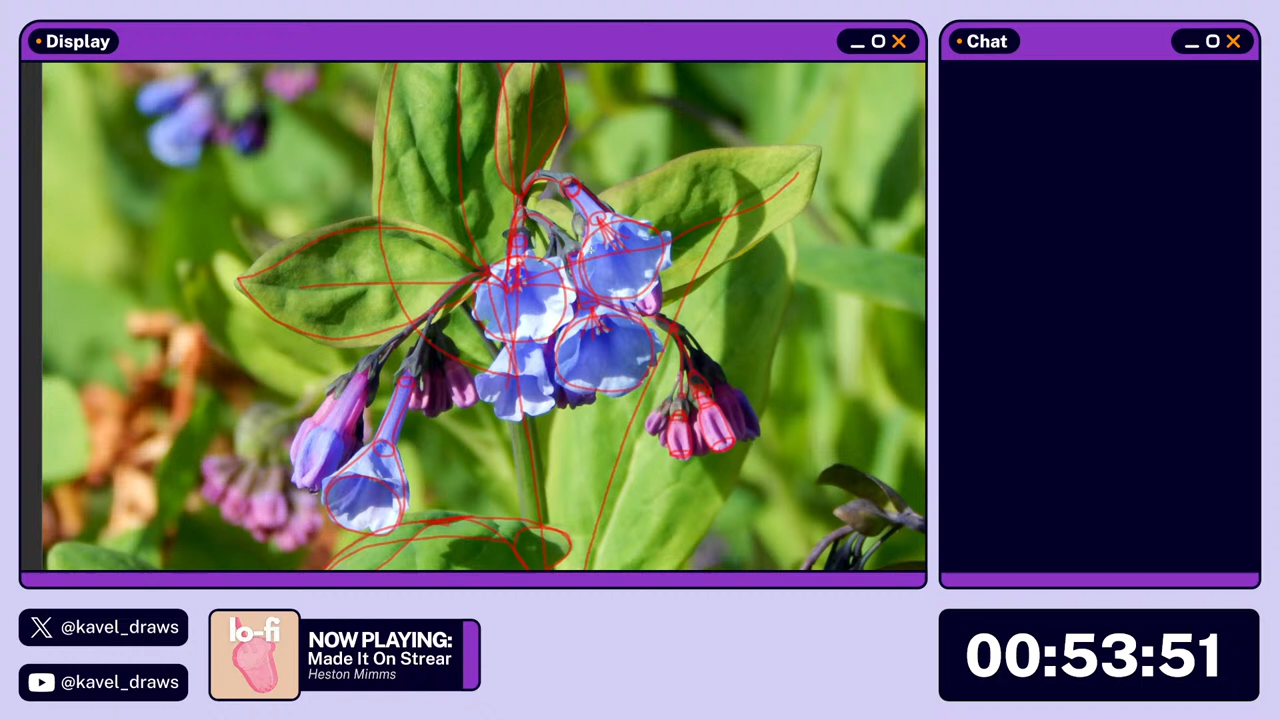 Display
Chat
@kavel_draws
@kavel_draws
lo-fi
NOW PLAYING:
Made It On Strear
Heston Mimms
00:53:51